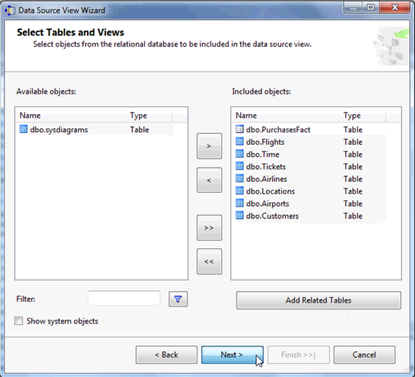 Data Source View Wizard
Select Tables and Views
Select objects from the relational database to be included in the data source view.
Available objects:
Included objects:
Name Type
dbo.sysdiagrams Table
>
<
>>
<<
Name Type
dbo.PurchasesFact Table
dbo.Flights Table
dbo.Time Table
dbo.Tickets Table
dbo.Airlines Table
dbo.Locations Table
dbo.Airports Table
dbo.Customers Table
Filter:
Add Related Tables
Show system objects
< Back Next > Finish >>| Cancel